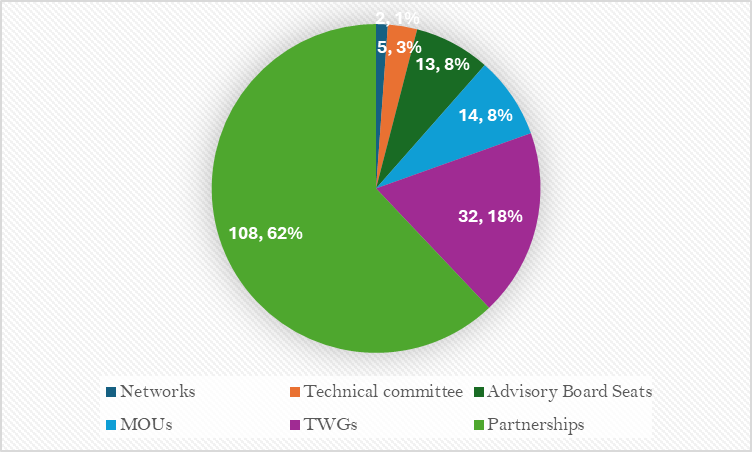 2, 1%
5, 3%
13, 8%
14, 8%
32, 18%
108, 62%
Networks
Technical committee
Advisory Board Seats
MOUs
TWGs
Partnerships